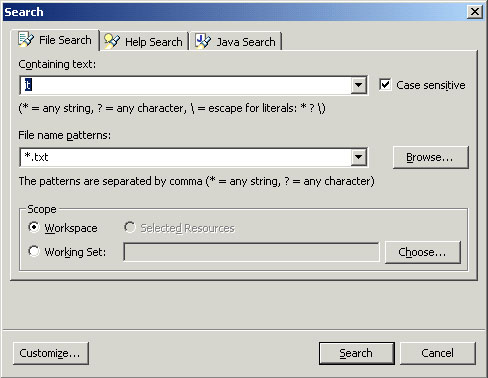 Search
File Search Help Search Java Search
Containing text:
it
Case sensitive
(* = any string, ? = any character, \ = escape for literals: * ? \)
File name patterns:
*.txt
Browse...
The patterns are separated by comma (* = any string, ? = any character)
Scope
Workspace Selected Resources
Working Set:
Choose...
Customize... Search Cancel